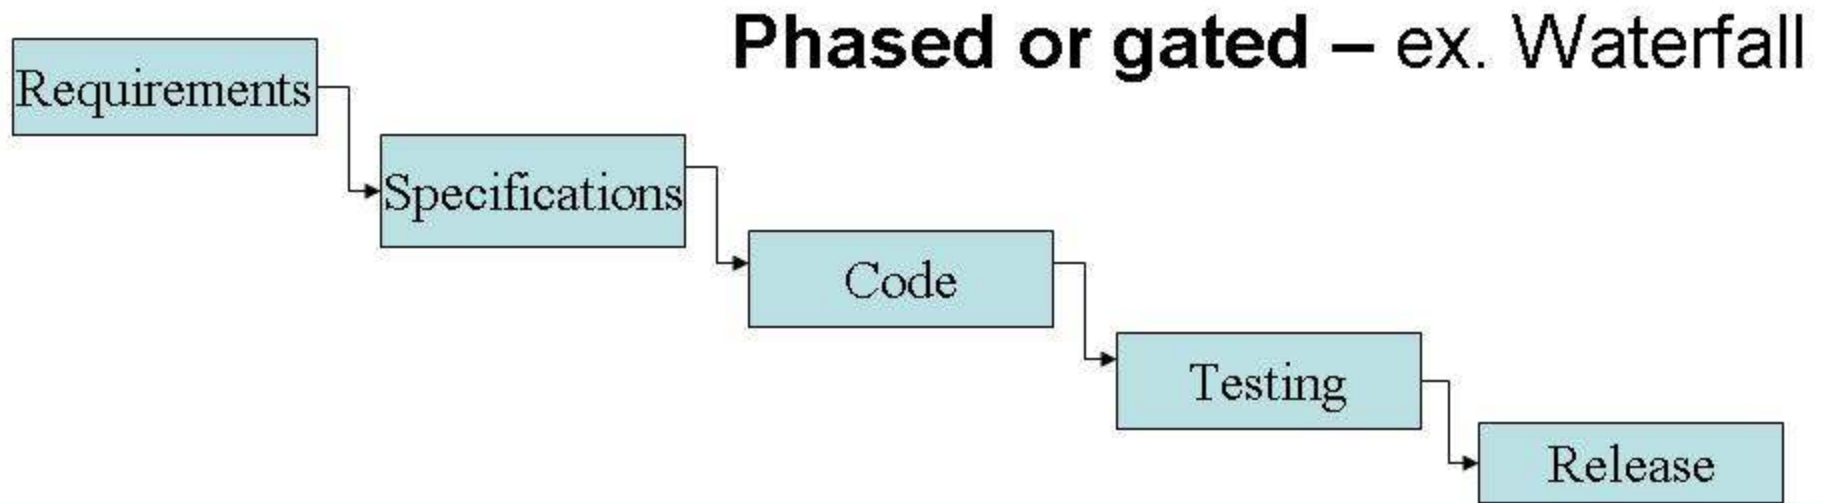 Phased or gated – ex. Waterfall
Requirements
Specifications
Code
Testing
Release